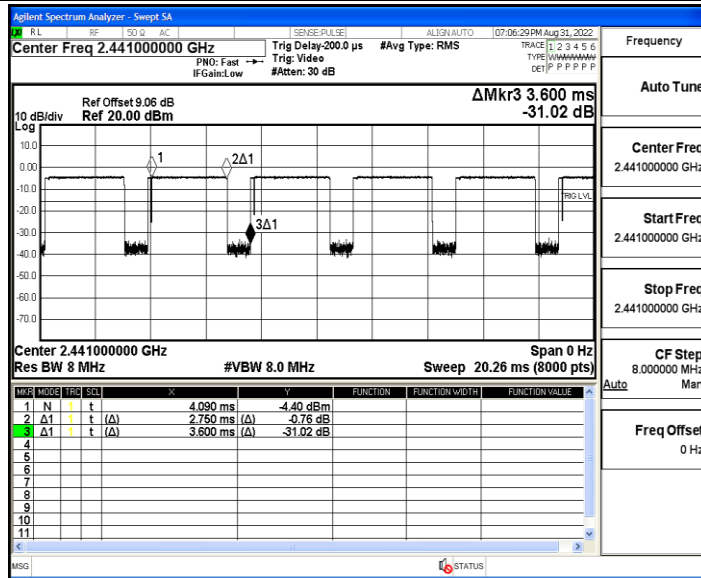 Agilent Spectrum Analyzer - Swept SA
RL RF 50 Ω AC SENSE:PULSE ALIGN AUTO 07:06:29 PM Aug 31, 2022
Center Freq 2.441000000 GHz
PNO: Fast
IFGain:Low
Trig Delay-200.0 µs
Trig: Video
#Atten: 30 dB
#Avg Type: RMS
TRACE 1 2 3 4 5 6
TYPE
DET P P P P P P
ΔMkr3 3.600 ms
-31.02 dB
Ref Offset 9.06 dB
10 dB/div Ref 20.00 dBm
Log
10.0
0.00
-10.0
-20.0
-30.0
-40.0
-50.0
-60.0
-70.0
1
2Δ1
3Δ1
TRIG LVL
Center 2.441000000 GHz Span 0 Hz
Res BW 8 MHz #VBW 8.0 MHz Sweep 20.26 ms (8000 pts)
MKR MODE TRC SCL X Y FUNCTION FUNCTION WIDTH FUNCTION VALUE
1 N 1 t 4.090 ms -4.40 dBm
2 Δ1 1 t (Δ) 2.750 ms (Δ) -0.76 dB
3 Δ1 1 t (Δ) 3.600 ms (Δ) -31.02 dB
4
5
6
7
8
9
10
11
MSG STATUS
Frequency
Auto Tune
Center Freq
2.441000000 GHz
Start Freq
2.441000000 GHz
Stop Freq
2.441000000 GHz
CF Step
8.000000 MHz
Auto Man
Freq Offset
0 Hz